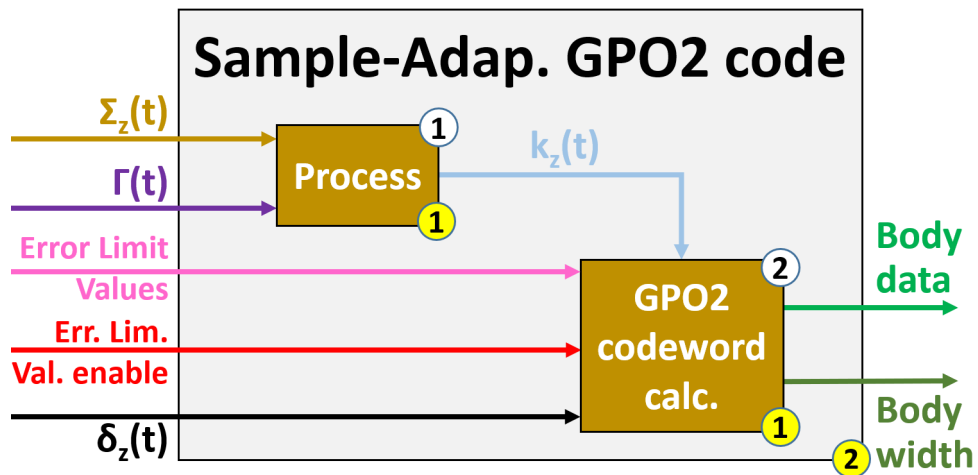 Sample-Adap. GPO2 code
Σz(t)
1
kz(t)
Process
Γ(t)
1
Error Limit
Values
Body
data
2
GPO2
codeword
calc.
Err. Lim.
Val. enable
1
δz(t)
Body
width
2